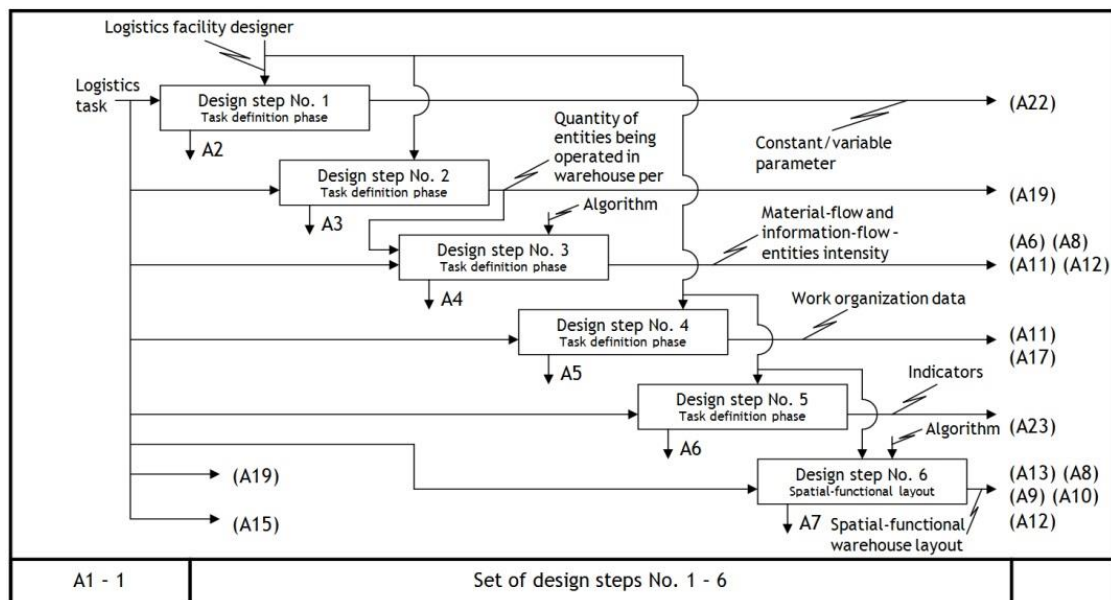 Logistics facility designer
Logistics
task
Design step No. 1
Task definition phase
(A22)
A2
Quantity of
entities being
operated in
warehouse per
Constant/variable
parameter
Design step No. 2
Task definition phase
(A19)
A3
Algorithm
Material-flow and
information-flow-
entities intensity
Design step No. 3
Task definition phase
(A6) (A8)
(A11) (A12)
A4
Work organization data
Design step No. 4
Task definition phase
(A11)
(A17)
A5
Indicators
Design step No. 5
Task definition phase
(A23)
A6
Algorithm
Design step No. 6
Spatial-functional layout
(A13) (A8)
(A9) (A10)
(A12)
(A19)
(A15)
A7
Spatial-functional
warehouse layout
A1 - 1
Set of design steps No. 1 - 6